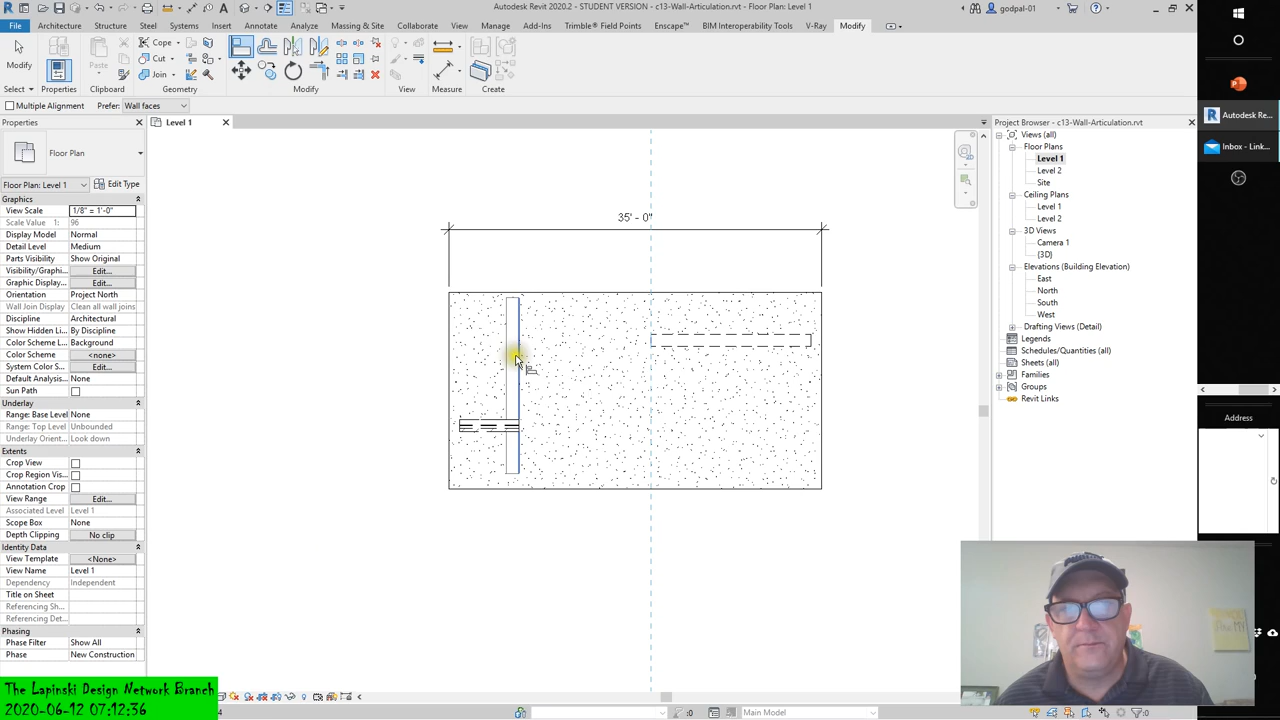 Autodesk Revit 2020.2 - STUDENT VERSION - c13-Wall-Articulation.rvt - Floor Plan: Level 1
godpal-01
File
Architecture
Structure
Steel
Systems
Insert
Annotate
Analyze
Massing & Site
Collaborate
View
Manage
Add-Ins
Trimble® Field Points
Enscape™
BIM Interoperability Tools
V-Ray
Modify
Modify
Paste
Cope
Cut
Join
Select
Properties
Clipboard
Geometry
Modify
View
Measure
Create
Multiple Alignment
Prefer: Wall faces
Properties
Level 1
Floor Plan
Floor Plan: Level 1
Edit Type
Graphics
View Scale 1/8" = 1'-0"
Scale Value 1: 96
Display Model Normal
Detail Level Medium
Parts Visibility Show Original
Visibility/Graphi... Edit...
Graphic Display... Edit...
Orientation Project North
Wall Join Display Clean all wall joins
Discipline Architectural
Show Hidden Li... By Discipline
Color Scheme L... Background
Color Scheme <none>
System Color S... Edit...
Default Analysis... None
Sun Path
Underlay
Range: Base Level None
Range: Top Level Unbounded
Underlay Orient... Look down
Extents
Crop View
Crop Region Vis...
Annotation Crop
View Range Edit...
Associated Level Level 1
Scope Box None
Depth Clipping No clip
Identity Data
View Template <None>
View Name Level 1
Dependency Independent
Title on Sheet
Referencing Sh...
Referencing Det...
Phasing
Phase Filter Show All
Phase New Construction
35' - 0"
Project Browser - c13-Wall-Articulation.rvt
Views (all)
Floor Plans
Level 1
Level 2
Site
Ceiling Plans
Level 1
Level 2
3D Views
Camera 1
{3D}
Elevations (Building Elevation)
East
North
South
West
Drafting Views (Detail)
Legends
Schedules/Quantities (all)
Sheets (all)
Families
Groups
Revit Links
Autodesk Re...
Inbox - Link...
Address
:0
Main Model
:0
The Lapinski Design Network Branch
2020-06-12 07:12:36